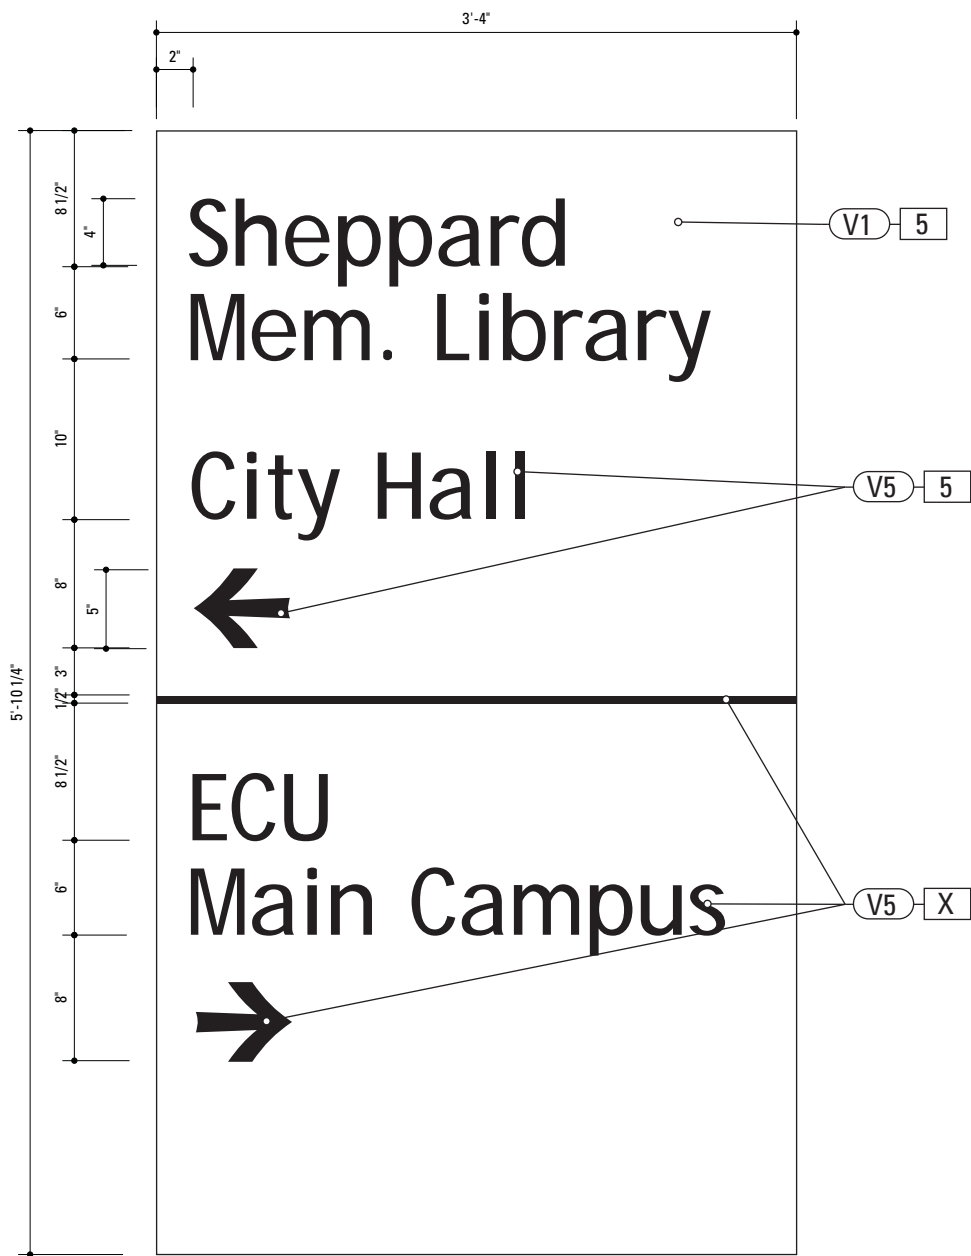 3'-4"
2"
8 1/2"
4"
Sheppard
V1 5
6"
Mem. Library
10"
City Hall
V5 5
8"
5"
3"
5'-10 1/4"
1/2"
8 1/2"
ECU
6"
Main Campus
V5 X
8"